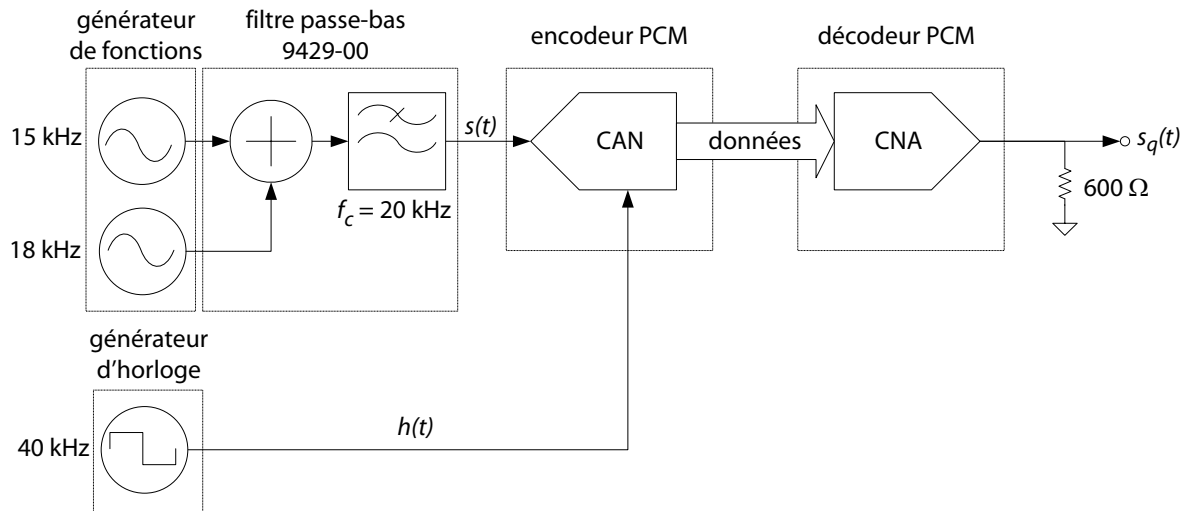 générateur
de fonctions
filtre passe-bas
9429-00
encodeur PCM
décodeur PCM
15 kHz
s(t)
CAN
données
CNA
s_q(t)
600 Ω
f_c = 20 kHz
18 kHz
générateur
d'horloge
40 kHz
h(t)